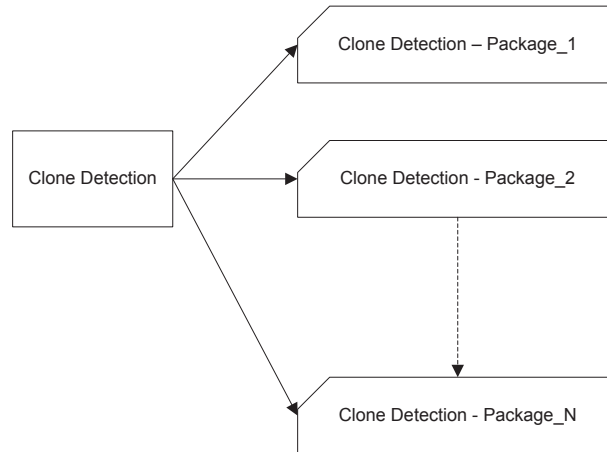 Clone Detection – Package_1
Clone Detection
Clone Detection - Package_2
Clone Detection - Package_N